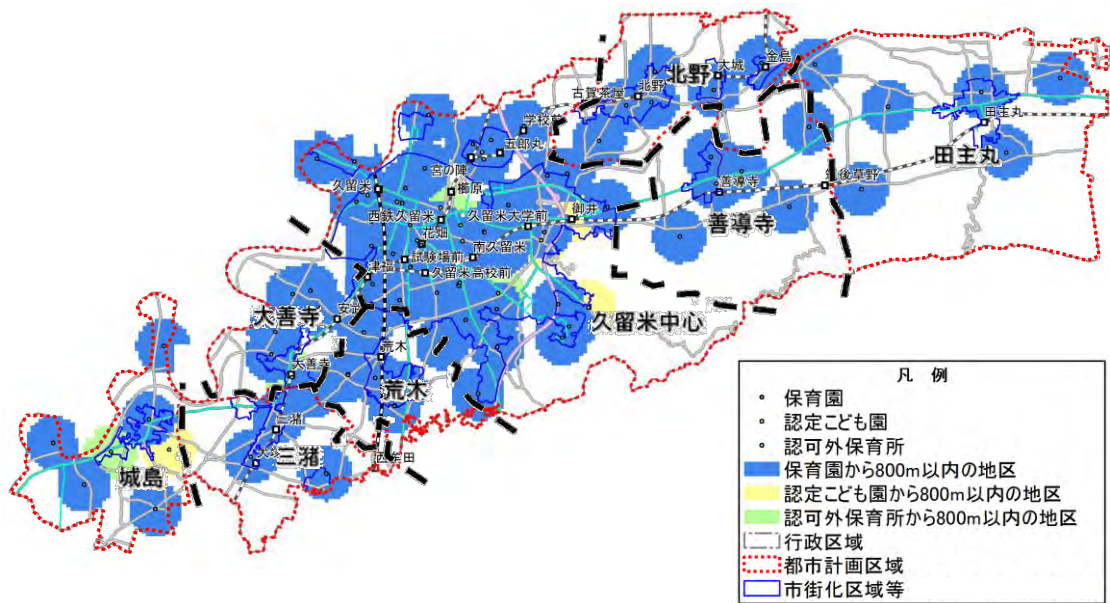 金島
大城
北野
北野
古賀茶屋
学校前
五郎丸
田主丸
田主丸
宮の陣
久留米
櫛原
善導寺
筑後草野
西鉄久留米
久留米大学前
御井
善導寺
花畑
南久留米
試験場前
津福
久留米高校前
久留米中心
大善寺
安武
荒木
荒木
大善寺
三潴
三潴
城島
西牟田
凡 例
保育園
認定こども園
認可外保育所
保育園から800m以内の地区
認定こども園から800m以内の地区
認可外保育所から800m以内の地区
行政区域
都市計画区域
市街化区域等